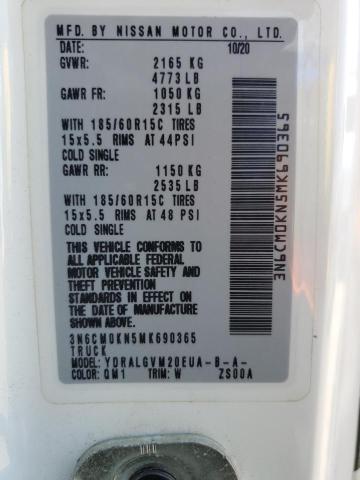 MFD. BY NISSAN MOTOR CO., LTD.
DATE: 10/20
GVWR: 2165 KG
4773 LB
GAWR FR: 1050 KG
2315 LB
WITH 185/60R15C TIRES
15x5.5 RIMS AT 44PSI
COLD SINGLE
GAWR RR: 1150 KG
2535 LB
WITH 185/60R15C TIRES
15x5.5 RIMS AT 48 PSI
COLD SINGLE
THIS VEHICLE CONFORMS TO
ALL APPLICABLE FEDERAL
MOTOR VEHICLE SAFETY AND
THEFT PREVENTION
STANDARDS IN EFFECT ON
THE DATE OF MANUFACTURE
SHOWN ABOVE.
3N6CM0KN5MK690365
TRUCK
MODEL: YDRALGVM20EUA-B-A-
COLOR: QM1 TRIM: W ZS00A
3N6CM0KN5MK690365